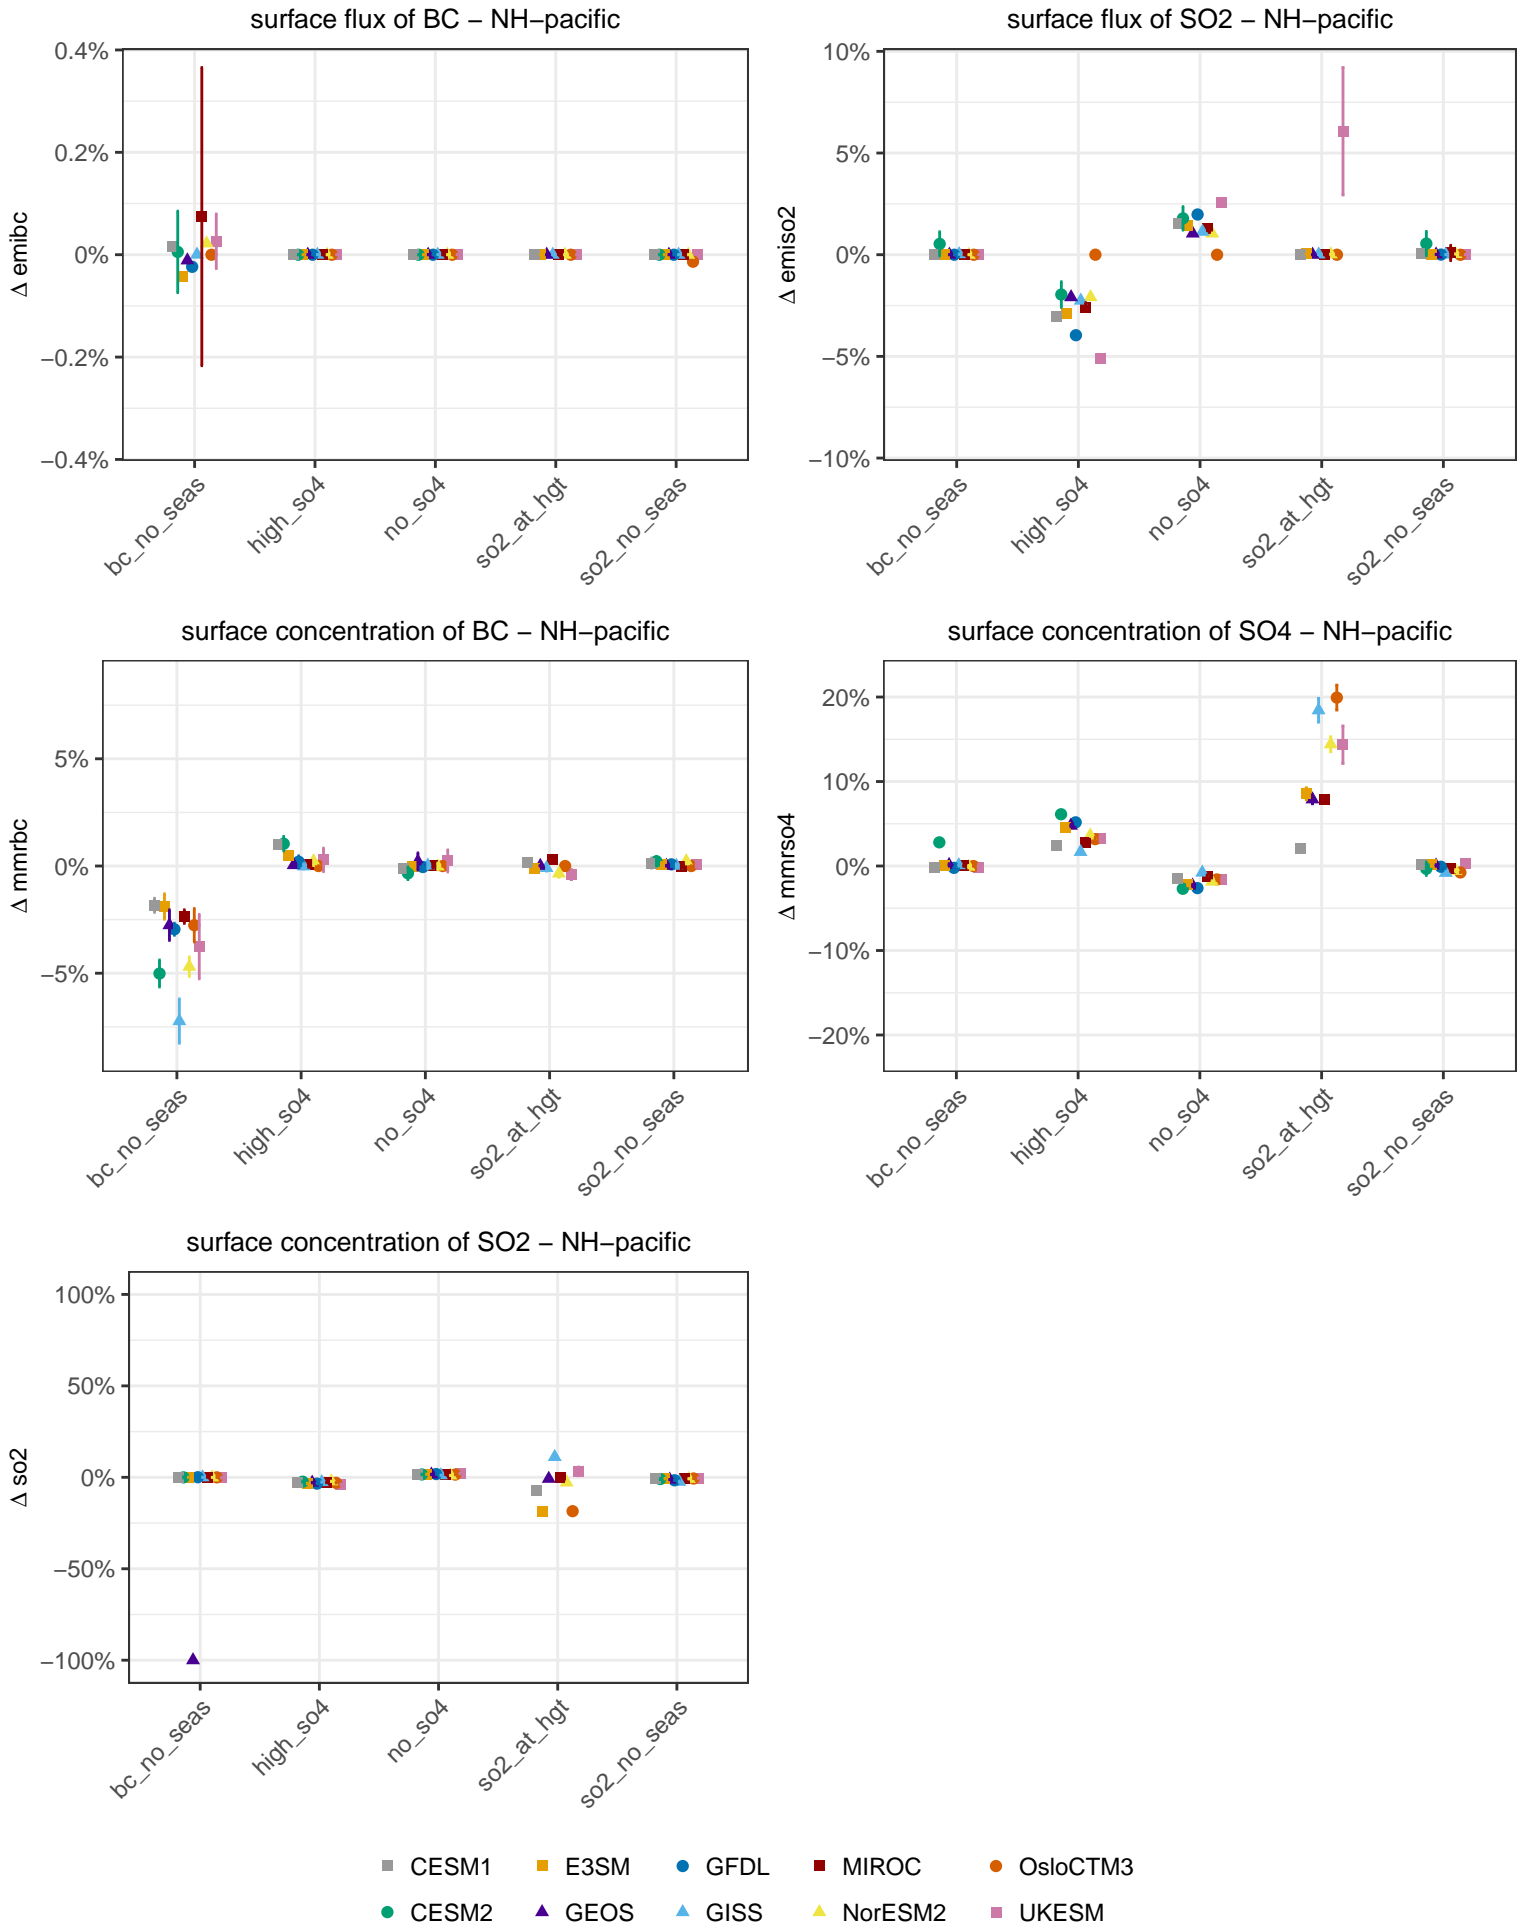 surface flux of BC − NH−pacific
0.4%
0.2%
0%
−0.2%
−0.4%
Δ emibc
bc_no_seas
high_so4
no_so4
so2_at_hgt
so2_no_seas
surface flux of SO2 − NH−pacific
10%
5%
0%
−5%
−10%
Δ emiso2
bc_no_seas
high_so4
no_so4
so2_at_hgt
so2_no_seas
surface concentration of BC − NH−pacific
5%
0%
−5%
Δ mmrbc
bc_no_seas
high_so4
no_so4
so2_at_hgt
so2_no_seas
surface concentration of SO4 − NH−pacific
20%
10%
0%
−10%
−20%
Δ mmrso4
bc_no_seas
high_so4
no_so4
so2_at_hgt
so2_no_seas
surface concentration of SO2 − NH−pacific
100%
50%
0%
−50%
−100%
Δ so2
bc_no_seas
high_so4
no_so4
so2_at_hgt
so2_no_seas
CESM1 E3SM GFDL MIROC OsloCTM3
CESM2 GEOS GISS NorESM2 UKESM